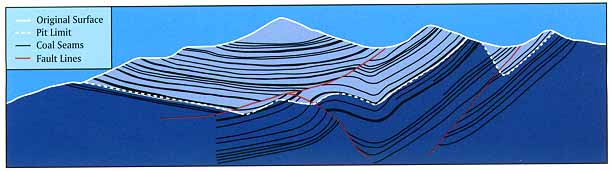 Original Surface
Pit Limit
Coal Seams
Fault Lines